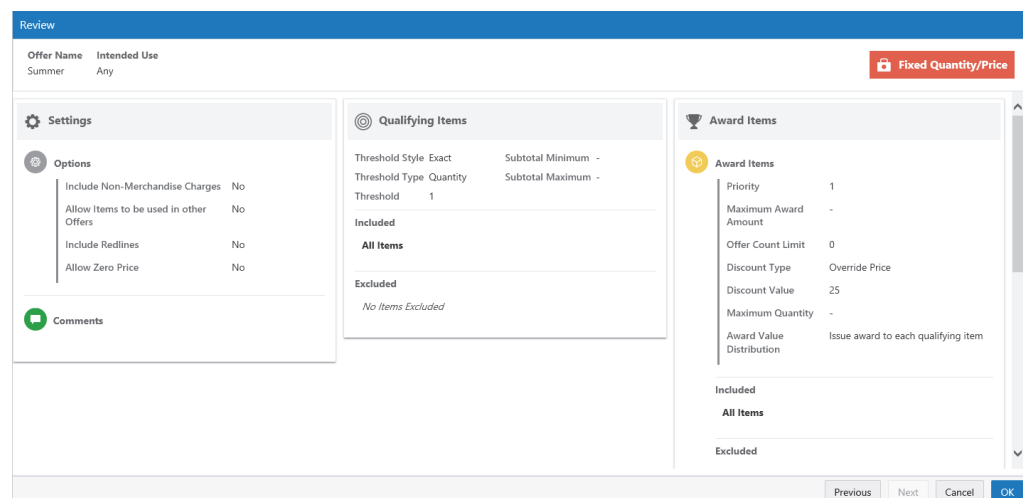 Review
Offer Name Intended Use
Summer Any
Fixed Quantity/Price
Settings
Options
Include Non-Merchandise Charges No
Allow Items to be used in other No
Offers
Include Redlines No
Allow Zero Price No
Comments
Qualifying Items
Threshold Style Exact Subtotal Minimum -
Threshold Type Quantity Subtotal Maximum -
Threshold 1
Included
All Items
Excluded
No Items Excluded
Award Items
Award Items
Priority 1
Maximum Award -
Amount
Offer Count Limit 0
Discount Type Override Price
Discount Value 25
Maximum Quantity -
Award Value Issue award to each qualifying item
Distribution
Included
All Items
Excluded
Previous Next Cancel OK